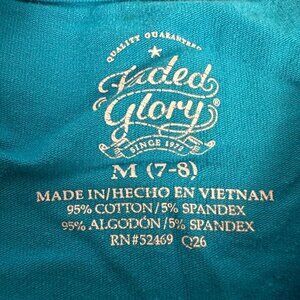 QUALITY GUARANTEED
Faded
Glory®
SINCE 1974
M (7-8)
MADE IN/HECHO EN VIETNAM
95% COTTON/5% SPANDEX
95% ALGODÓN/5% SPANDEX
RN#52469 Q26